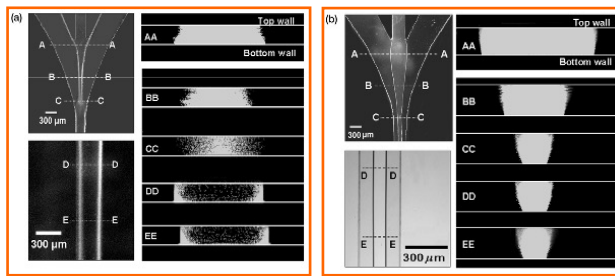 (a)
A A
B B
C C
300 µm
D D
E E
300 µm
Top wall
AA
Bottom wall
BB
CC
DD
EE
(b)
A A
B B
C C
300 µm
D D
E E
300 µm
Top wall
AA
Bottom wall
BB
CC
DD
EE